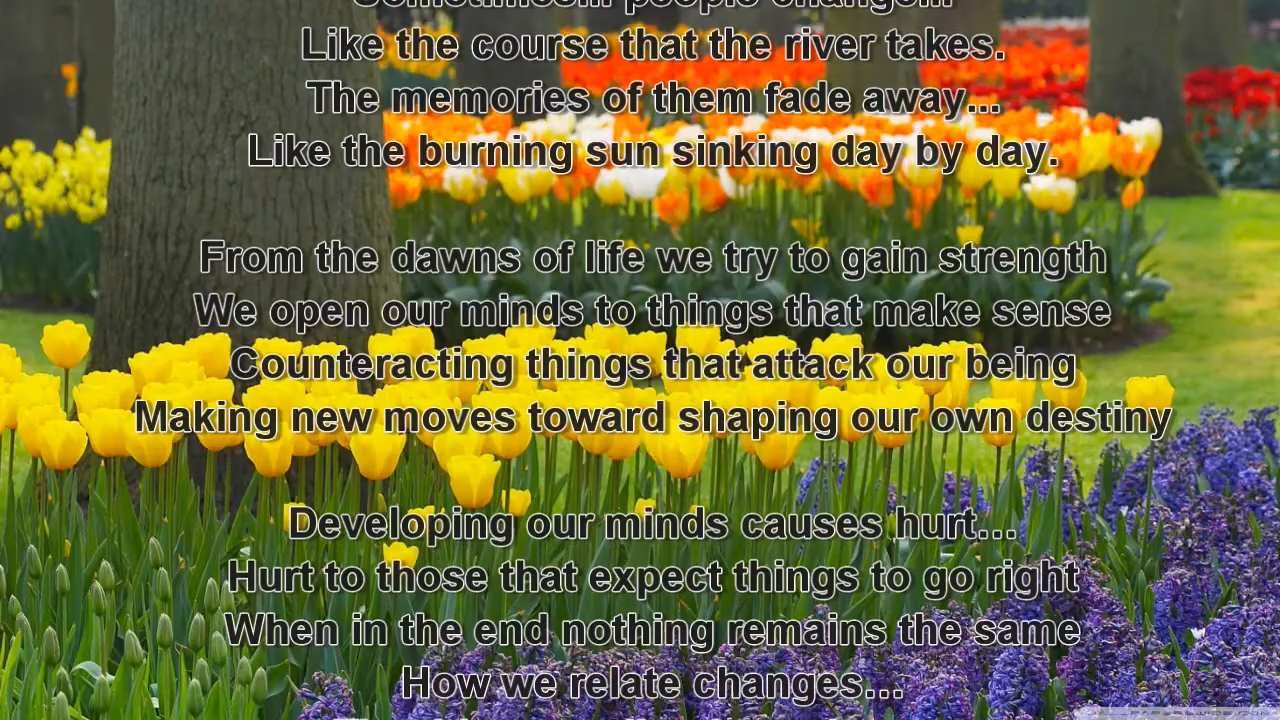 Sometimes... people change...
Like the course that the river takes.
The memories of them fade away...
Like the burning sun sinking day by day.
From the dawns of life we try to gain strength
We open our minds to things that make sense
Counteracting things that attack our being
Making new moves toward shaping our own destiny
Developing our minds causes hurt...
Hurt to those that expect things to go right
When in the end nothing remains the same
How we relate changes...